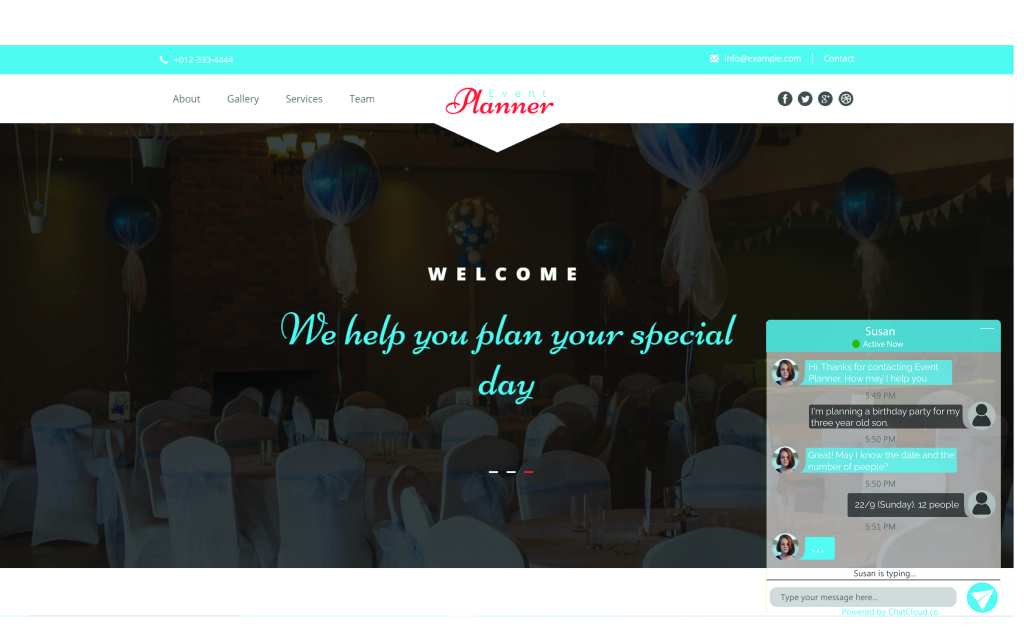 +012-333-4444
info@example.com | Contact
About Gallery Services Team
Event
Planner
WELCOME
We help you plan your special
day
Susan
Active Now
Hi. Thanks for contacting Event
Planner. How may I help you
5:49 PM
I'm planning a birthday party for my
three year old son.
5:50 PM
Great! May I know the date and the
number of people?
5:50 PM
22/9 (Sunday). 12 people
5:51 PM
...
Susan is typing...
Type your message here...
Powered by ChatCloud.co